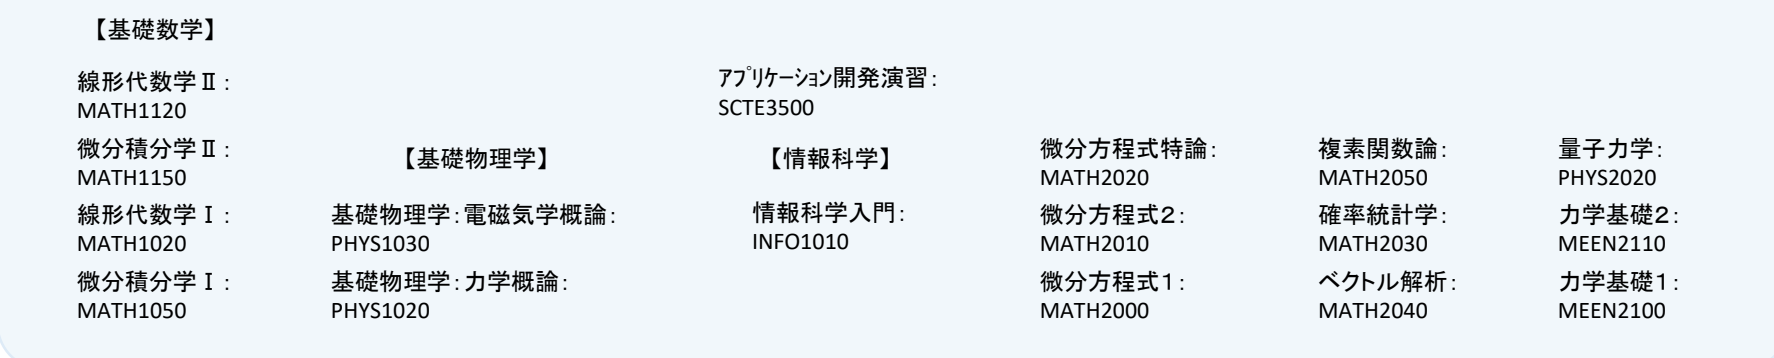 【基礎数学】
線形代数学Ⅱ:
MATH1120
微分積分学Ⅱ:
MATH1150
線形代数学Ⅰ:
MATH1020
微分積分学Ⅰ:
MATH1050
【基礎物理学】
基礎物理学:電磁気学概論:
PHYS1030
基礎物理学:力学概論:
PHYS1020
アプリケーション開発演習:
SCTE3500
【情報科学】
情報科学入門:
INFO1010
微分方程式特論:
MATH2020
微分方程式2:
MATH2010
微分方程式1:
MATH2000
複素関数論:
MATH2050
確率統計学:
MATH2030
ベクトル解析:
MATH2040
量子力学:
PHYS2020
力学基礎2:
MEEN2110
力学基礎1:
MEEN2100